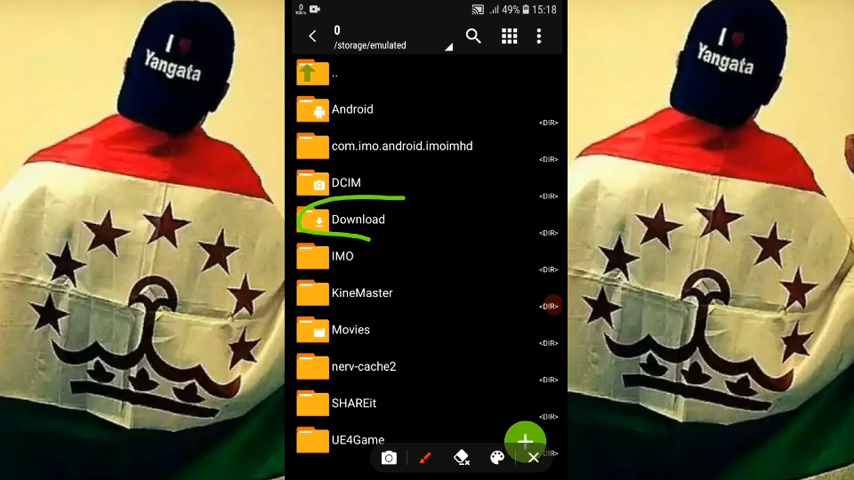 I ♥
Yangata
0
K/s
49% 15:18
0
/storage/emulated
..
Android
<DIR>
com.imo.android.imoimhd
<DIR>
DCIM
<DIR>
Download
<DIR>
IMO
<DIR>
KineMaster
<DIR>
Movies
<DIR>
nerv-cache2
<DIR>
SHAREit
<DIR>
UE4Game
I ♥
Yangata